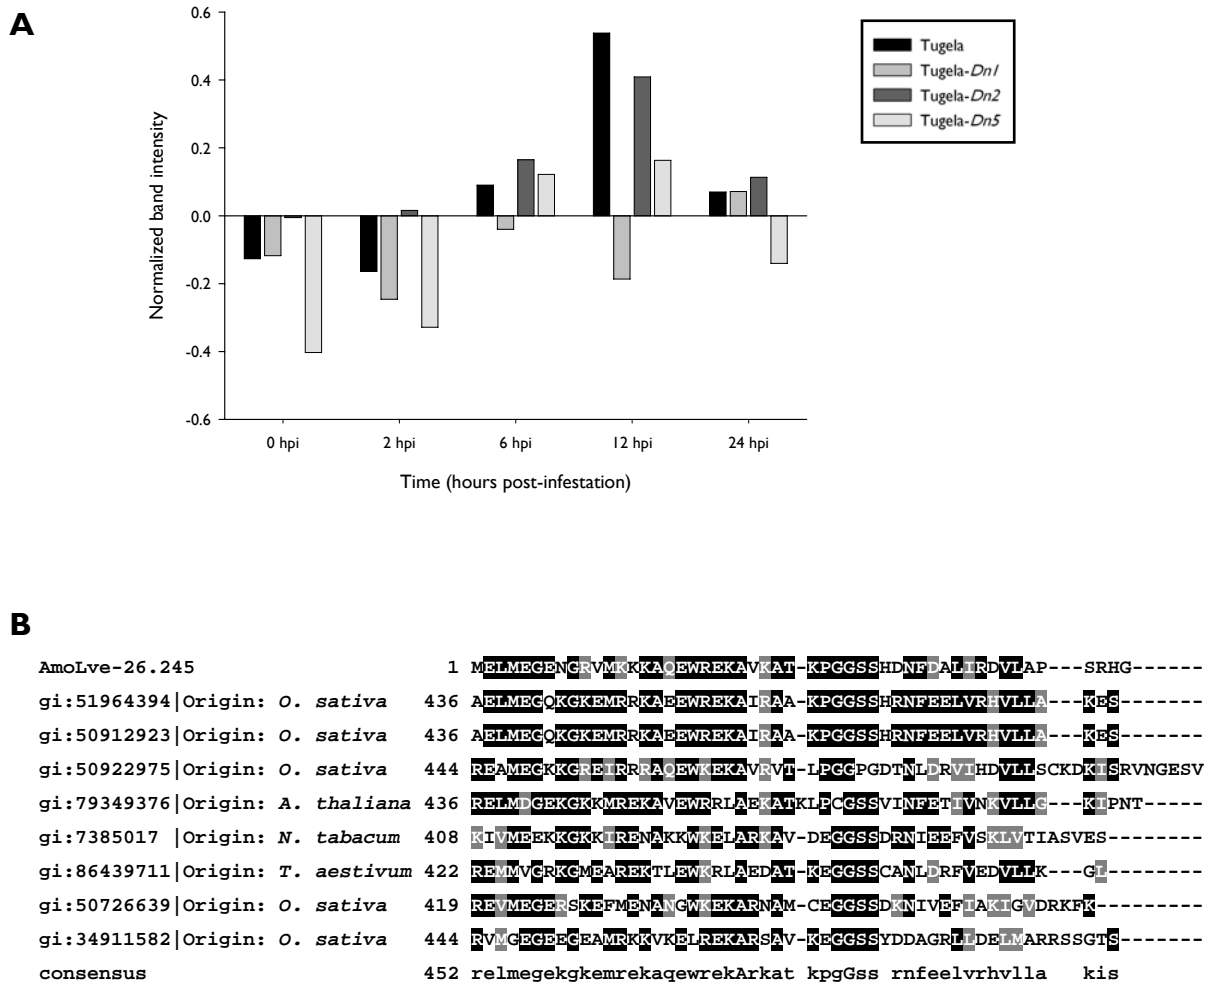 A
0.6
0.4
0.2
0.0
-0.2
-0.4
-0.6
Normalized band intensity
0 hpi 2 hpi 6 hpi 12 hpi 24 hpi
Time (hours post-infestation)
Tugela
Tugela-Dn1
Tugela-Dn2
Tugela-Dn5
B
AmoLve-26.245 1 MELMEGENGRVMKKKAQEWREKAVKAT-KPGGSSHDNFDALIRDVLAP---SRHG------
gi:51964394|Origin: O. sativa 436 AELMEGQKGKEMRRKAEEWREKAIRAA-KPGGSSHRNFEELVRHVLLA---KES-------
gi:50912923|Origin: O. sativa 436 AELMEGQKGKEMRRKAEEWREKAIRAA-KPGGSSHRNFEELVRHVLLA---KES-------
gi:50922975|Origin: O. sativa 444 REAMEGKKGREIRRRAQEWKEKAVRVT-LPGGPGDTNLDRVIHDVLLSCKDKISRVNGESV
gi:79349376|Origin: A. thaliana 436 RELMDGEKGKKMREKAVEWRRLAEKATKLPCGSSVINFETIVNKVLLG---KIPNT-----
gi:7385017 |Origin: N. tabacum 408 KIVMEEKKGKKIRENAKKWKELARKAV-DEGGSSDRNIEEFVSKLVTIASVES--------
gi:86439711|Origin: T. aestivum 422 REMMVGRKGMEAREKTLEWKRLAEDAT-KEGGSSCANLDRFVEDVLLK---GL--------
gi:50726639|Origin: O. sativa 419 REVMEGERSKEFMENANGWKEKARNAM-CEGGSSDKNIVEFIAKIGVDRKFK---------
gi:34911582|Origin: O. sativa 444 RVMGEGEEGEAMRKKVKELREKARSAV-KEGGSSYDDAGRLLDELMARRSSGTS-------
consensus 452 relmegekgkemrekaqewrekArkat kpgGss rnfeelvrhvlla kis